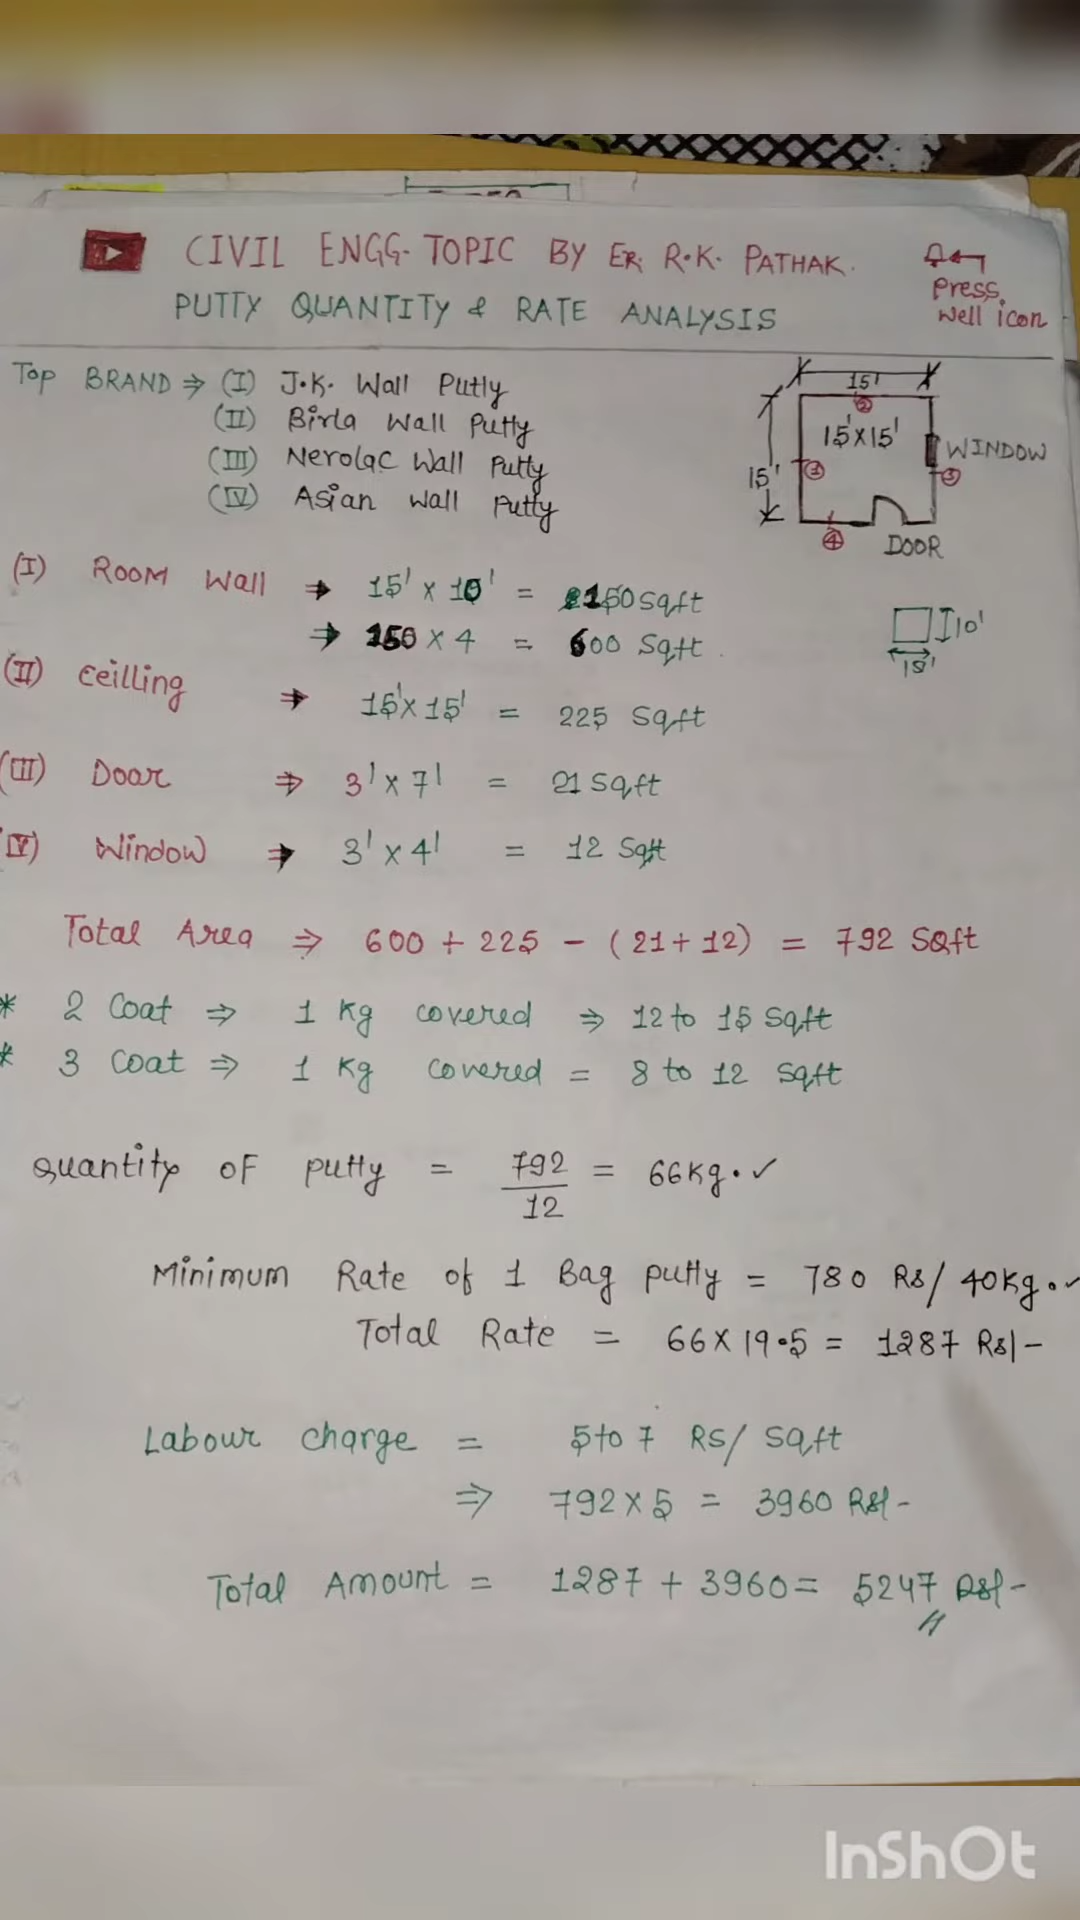 CIVIL ENGG. TOPIC BY ER. R.K. PATHAK.
PUTTY QUANTITY & RATE ANALYSIS
press
well icon
TOP BRAND ⇒ (I) J.K. Wall Putty
(II) Birla Wall Putty
(III) Nerolac Wall Putty
(IV) Asian Wall Putty
15'
②
15'x15'
WINDOW
15'
①
③
④
DOOR
(I) ROOM Wall → 15' x 10' = 150 Sqft
⇒ 150 x 4 = 600 Sqft.
10'
15'
(II) Ceilling → 15'x 15' = 225 Sqft
(III) Door ⇒ 3' x 7' = 21 Sqft
(IV) Window ⇒ 3' x 4' = 12 Sqft
Total Area ⇒ 600 + 225 - (21+12) = 792 SQft
* 2 Coat ⇒ 1 Kg covered ⇒ 12 to 15 Sqft
* 3 Coat ⇒ 1 Kg covered = 8 to 12 Sqft
Quantity OF putty = 792/12 = 66Kg. ✓
Minimum Rate of 1 Bag putty = 780 Rs/ 40Kg. ✓
Total Rate = 66 x 19.5 = 1287 Rs/-
Labour charge = 5 to 7 RS/ Sqft
⇒ 792 x 5 = 3960 Rs/-
Total Amount = 1287 + 3960 = 5247 Rs/-
InShOt